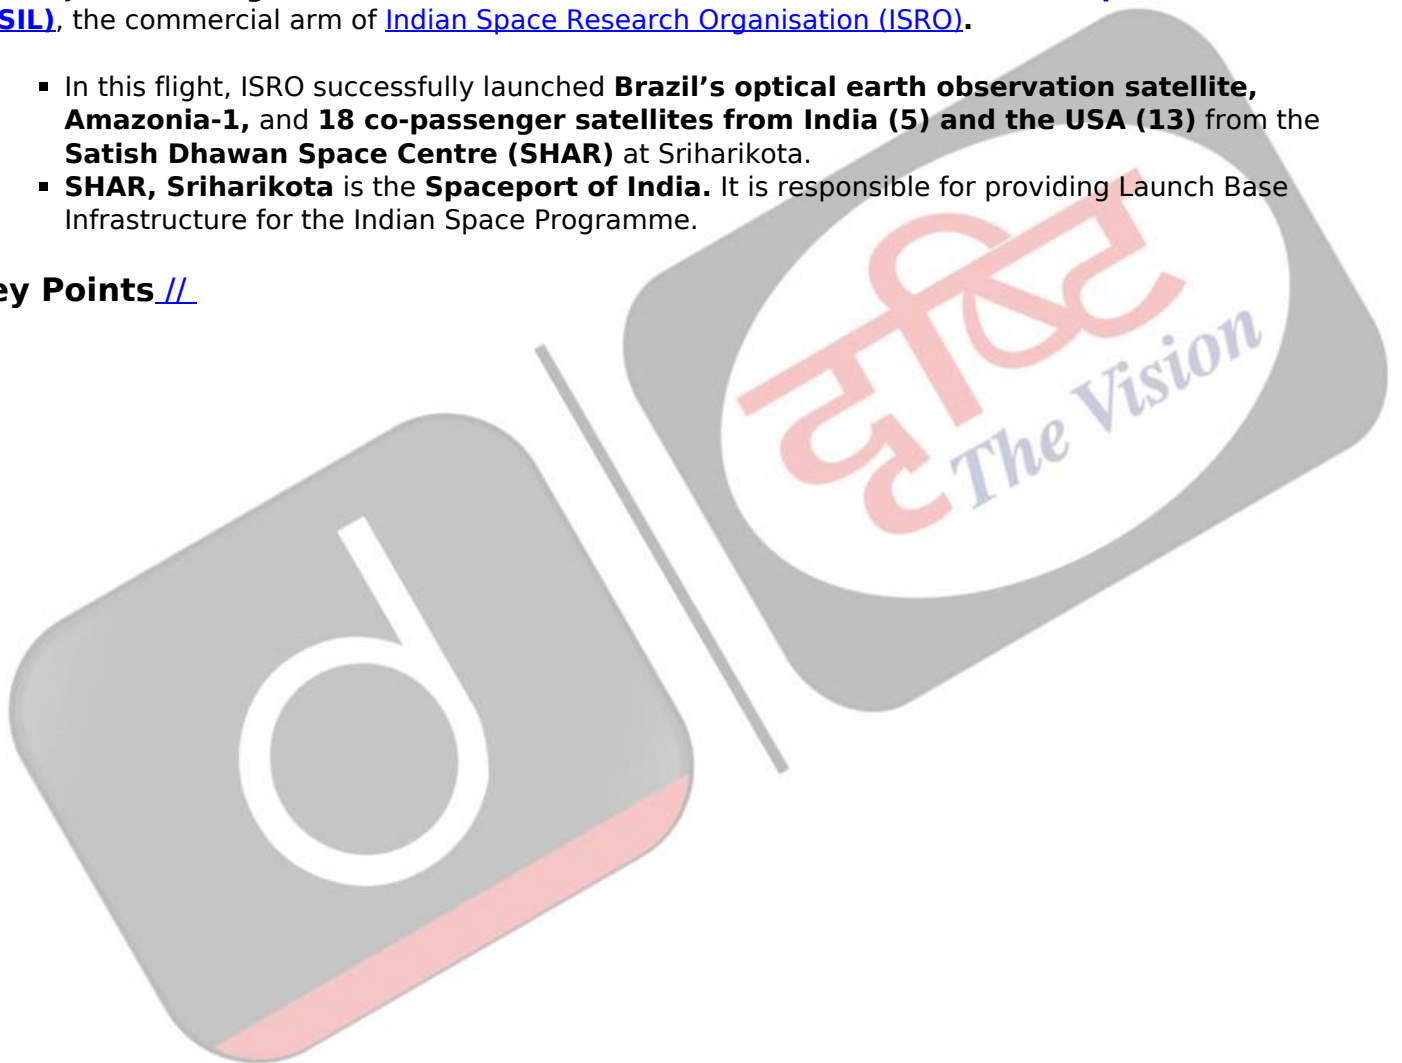 SIL), the commercial arm of Indian Space Research Organisation (ISRO).
▪ In this flight, ISRO successfully launched Brazil’s optical earth observation satellite,
Amazonia-1, and 18 co-passenger satellites from India (5) and the USA (13) from the
Satish Dhawan Space Centre (SHAR) at Sriharikota.
▪ SHAR, Sriharikota is the Spaceport of India. It is responsible for providing Launch Base
Infrastructure for the Indian Space Programme.
ey Points //
दृष्टि
The Vision
d